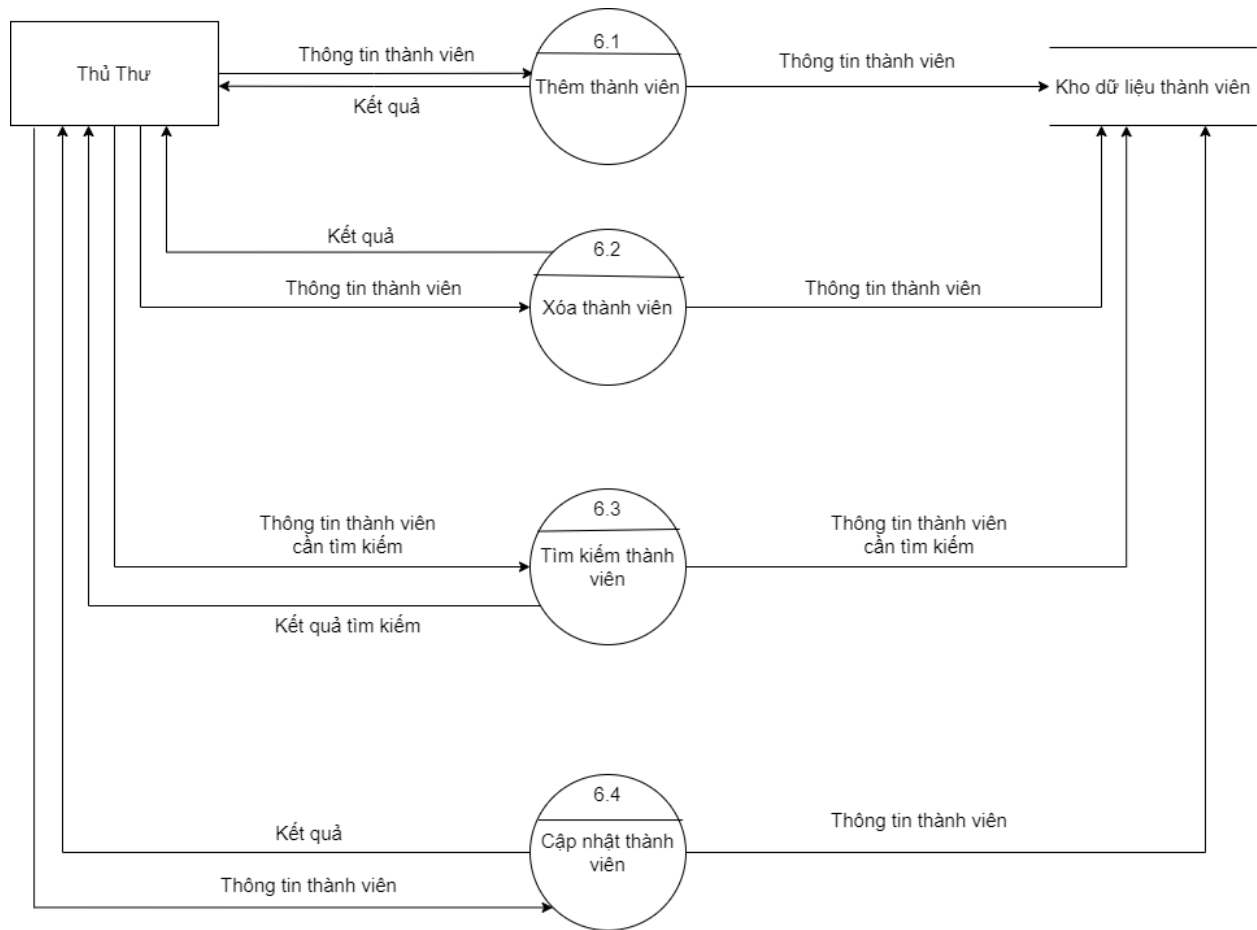 6.1
Thủ Thư
Thông tin thành viên
Thêm thành viên
Thông tin thành viên
Kho dữ liệu thành viên
Kết quả
Kết quả
6.2
Thông tin thành viên
Xóa thành viên
Thông tin thành viên
6.3
Thông tin thành viên
cần tìm kiếm
Tìm kiếm thành
viên
Thông tin thành viên
cần tìm kiếm
Kết quả tìm kiếm
6.4
Kết quả
Cập nhật thành
viên
Thông tin thành viên
Thông tin thành viên